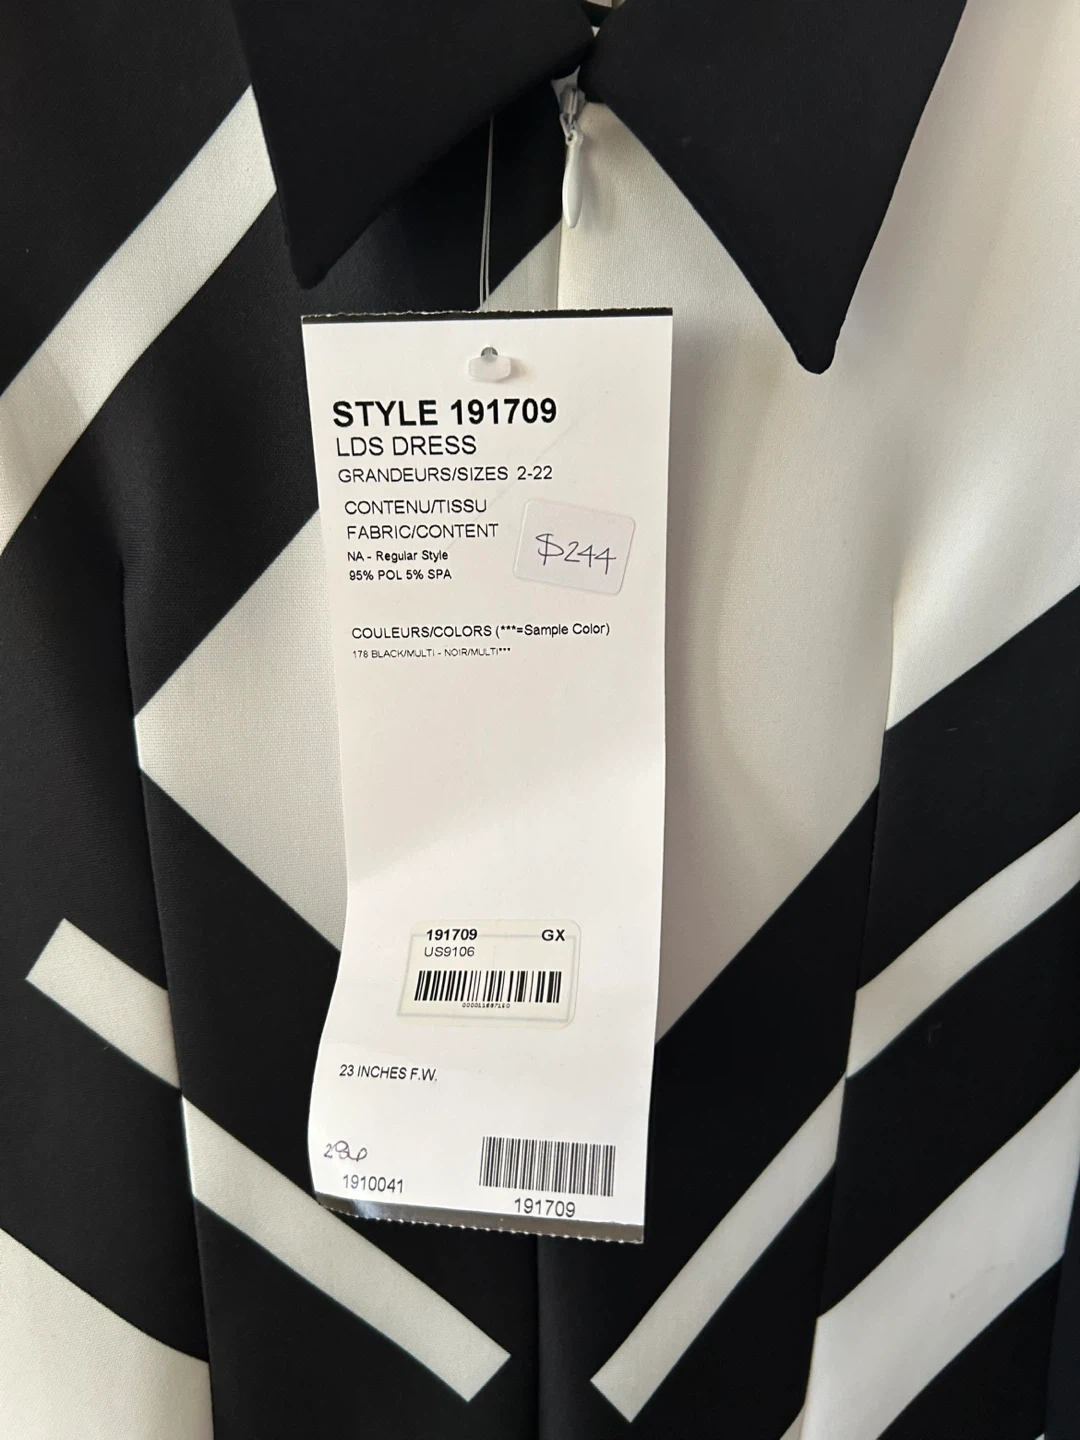 STYLE 191709
LDS DRESS
GRANDEURS/SIZES 2-22
CONTENU/TISSU
FABRIC/CONTENT
NA - Regular Style
95% POL 5% SPA
$244
COULEURS/COLORS (***=Sample Color)
178 BLACK/MULTI - NOIR/MULTI***
191709 GX
US9106
23 INCHES F.W.
1910041
191709